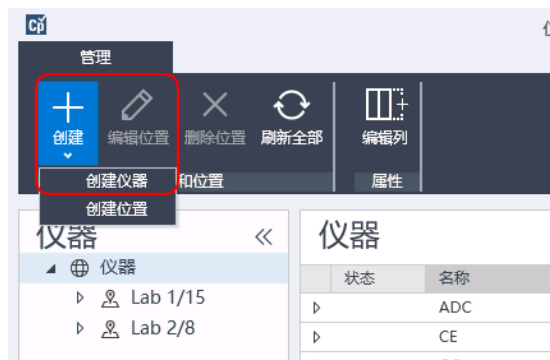 Cp
管理
创建 编辑位置 删除位置 刷新全部 编辑列
创建仪器 和位置 属性
创建位置
仪器 仪器
仪器 状态 名称
Lab 1/15 ADC
Lab 2/8 CE